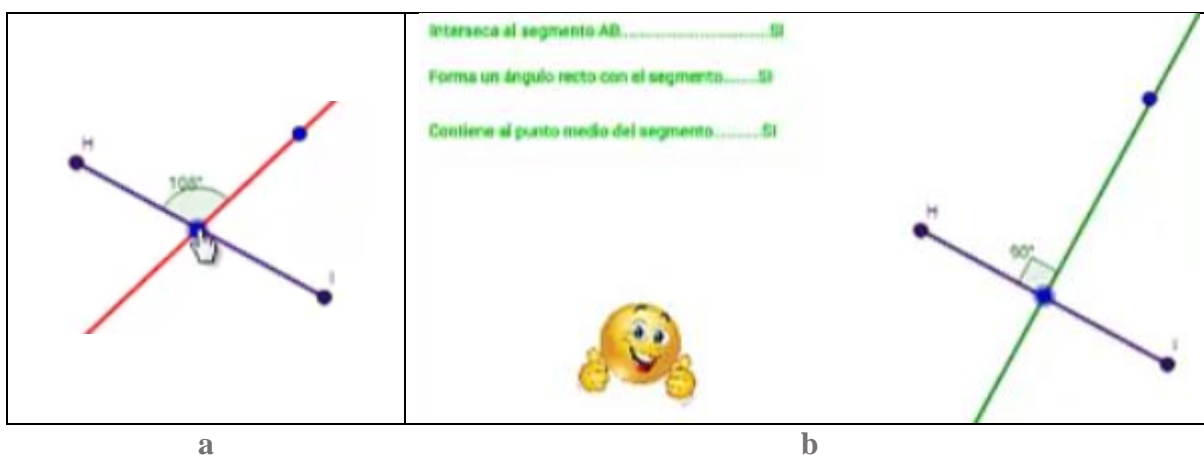 H
108°
I
Interseca al segmento AB.................................SI
Forma un ángulo recto con el segmento........SI
Contiene al punto medio del segmento...........SI
H
90°
I
a
b